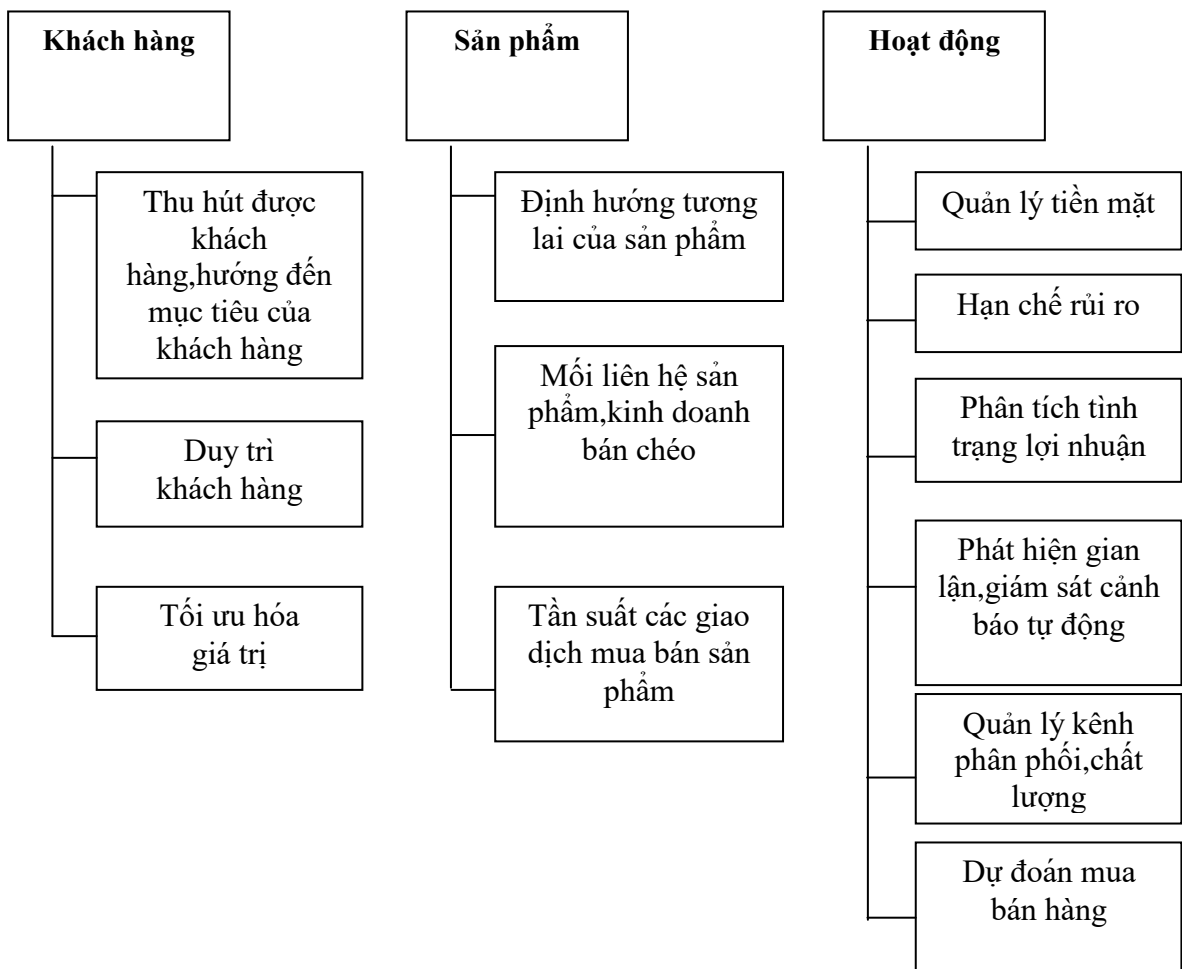 Khách hàng
Thu hút được
khách
hàng,hướng đến
mục tiêu của
khách hàng
Duy trì
khách hàng
Tối ưu hóa
giá trị
Sản phẩm
Định hướng tương
lai của sản phẩm
Mối liên hệ sản
phẩm,kinh doanh
bán chéo
Tần suất các giao
dịch mua bán sản
phẩm
Hoạt động
Quản lý tiền mặt
Hạn chế rủi ro
Phân tích tình
trạng lợi nhuận
Phát hiện gian
lận,giám sát cảnh
báo tự động
Quản lý kênh
phân phối,chất
lượng
Dự đoán mua
bán hàng